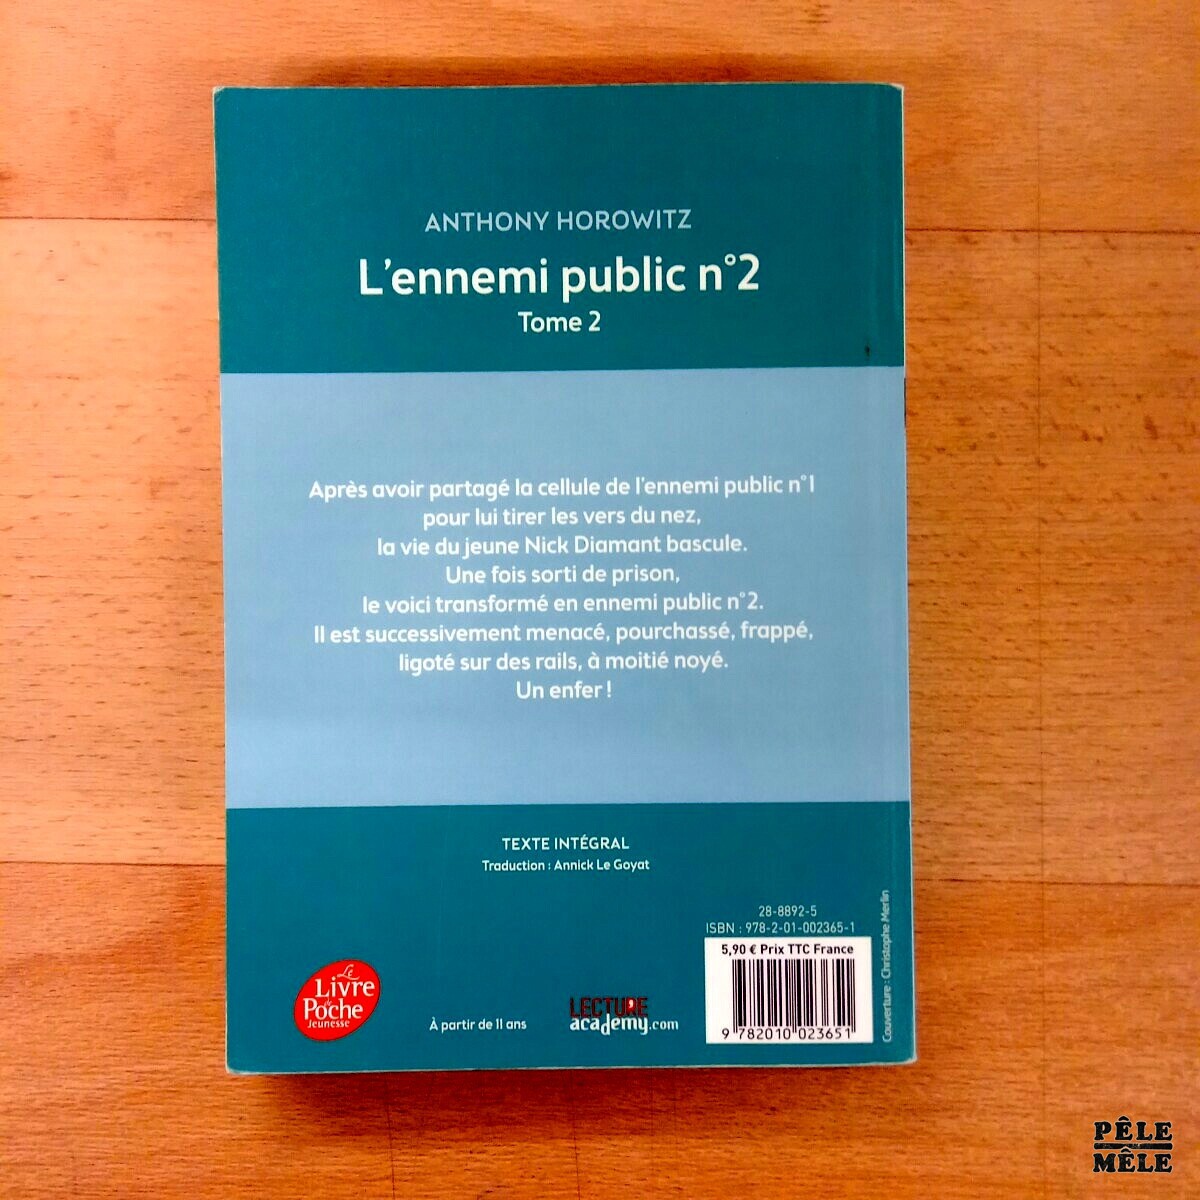 ANTHONY HOROWITZ
L'ennemi public n°2
Tome 2
Après avoir partagé la cellule de l'ennemi public n°1
pour lui tirer les vers du nez,
la vie du jeune Nick Diamant bascule.
Une fois sorti de prison,
le voici transformé en ennemi public n°2.
Il est successivement menacé, pourchassé, frappé,
ligoté sur des rails, à moitié noyé.
Un enfer !
TEXTE INTÉGRAL
Traduction : Annick Le Goyat
28-8892-5
ISBN : 978-2-01-002365-1
5,90 € Prix TTC France
9 782010 023651
Couverture : Christophe Merlin
Le
Livre
de
Poche
Jeunesse
À partir de 11 ans
LECTURE
academy.com
PÊLE
MÊLE